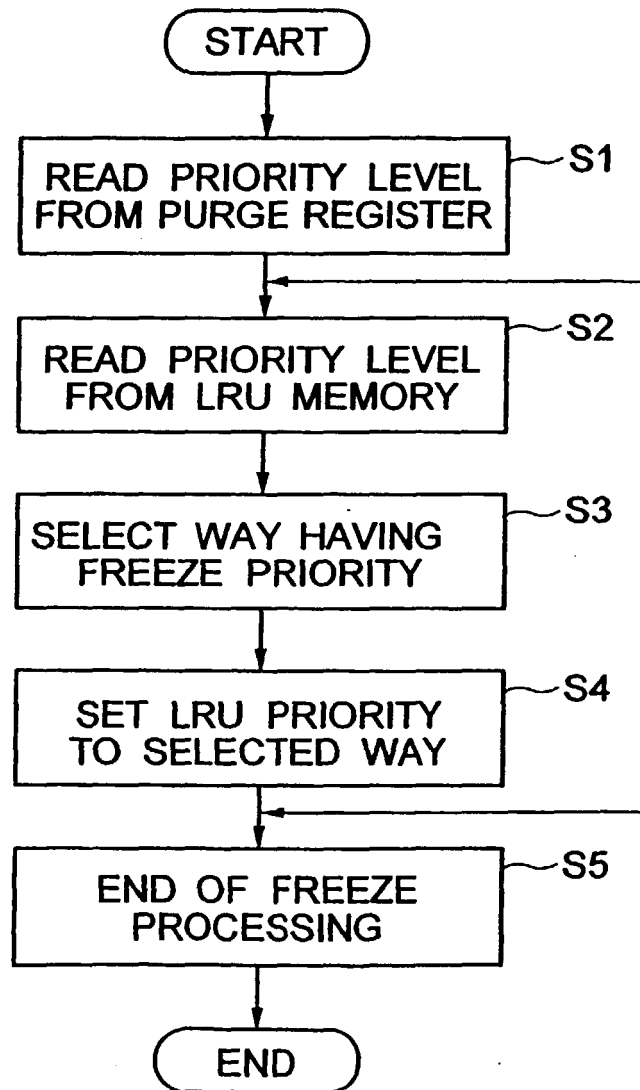 START
READ PRIORITY LEVEL
FROM PURGE REGISTER
S1
READ PRIORITY LEVEL
FROM LRU MEMORY
S2
SELECT WAY HAVING
FREEZE PRIORITY
S3
SET LRU PRIORITY
TO SELECTED WAY
S4
END OF FREEZE
PROCESSING
S5
END